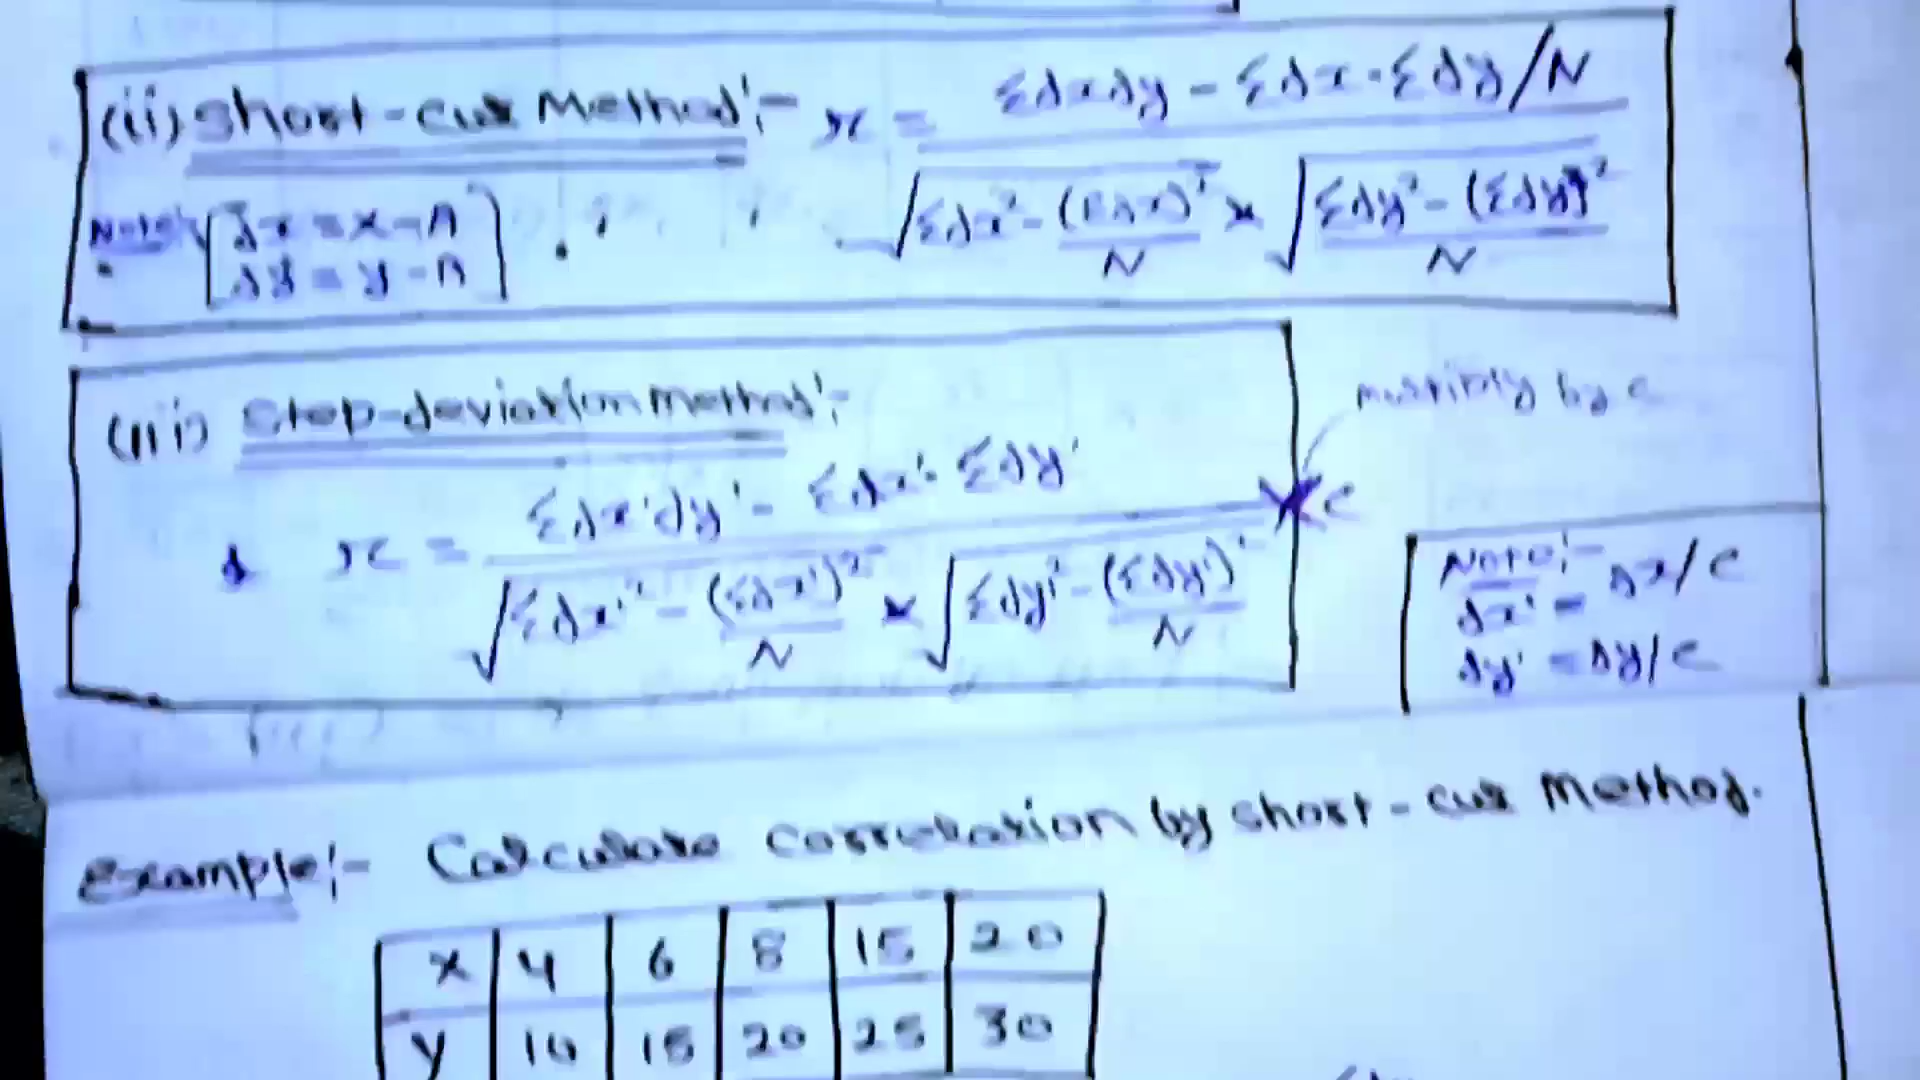 (ii) Short-cut Method:- r = Σdxdy - Σdx·Σdy/N
√Σdx² - (Σdx)²/N × √Σdy² - (Σdy)²/N
Note:- [dx = x-A
dy = y-A]
(iii) Step-deviation Method:-
multibly by c
r = Σdx'dy' - Σdx'·Σdy' × c
√Σdx'² - (Σdx')²/N × √Σdy'² - (Σdy')²/N
Note:-
dx' = dx/c
dy' = dy/c
Example:- Calculate correlation by short-cut Method.
x 4 6 8 15 20
y 10 15 20 25 30